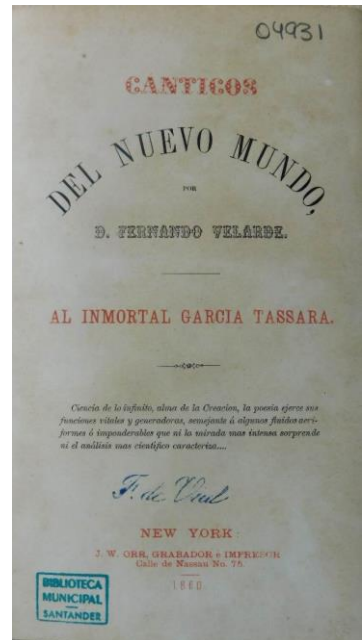 04931
CANTICOS
DEL NUEVO MUNDO,
POR
D. FERNANDO VELARDE.
AL INMORTAL GARCIA TASSARA.
Ciencia de lo infinito, alma de la Creacion, la poesía ejerce sus
funciones vitales y generadoras, semejante á algunos fluidos aeri-
formes ó imponderables que ni la mirada mas intensa sorprende
ni el análisis mas científico caracteriza....
F. de Vial
NEW YORK
J. W. ORR, GRABADOR é IMPRESOR
Calle de Nassau No. 75.
1860.
BIBLIOTECA
MUNICIPAL
SANTANDER